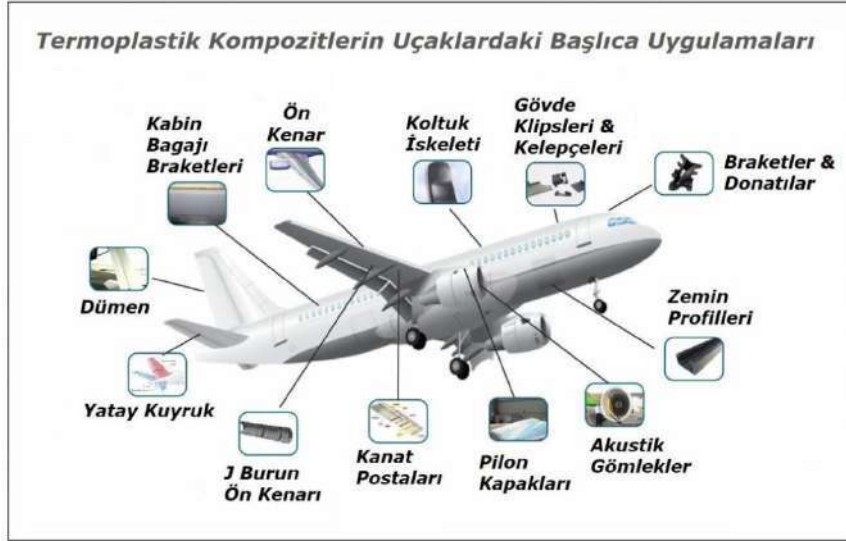 Termoplastik Kompozitlerin Uçaklardaki Başlıca Uygulamaları
Kabin
Bagajı
Braketleri
Ön
Kenar
Koltuk
İskeleti
Gövde
Klipsleri &
Kelepçeleri
Braketler &
Donatılar
Dümen
Zemin
Profilleri
Yatay Kuyruk
J Burun
Ön Kenarı
Kanat
Postaları
Pilon
Kapakları
Akustik
Gömlekler